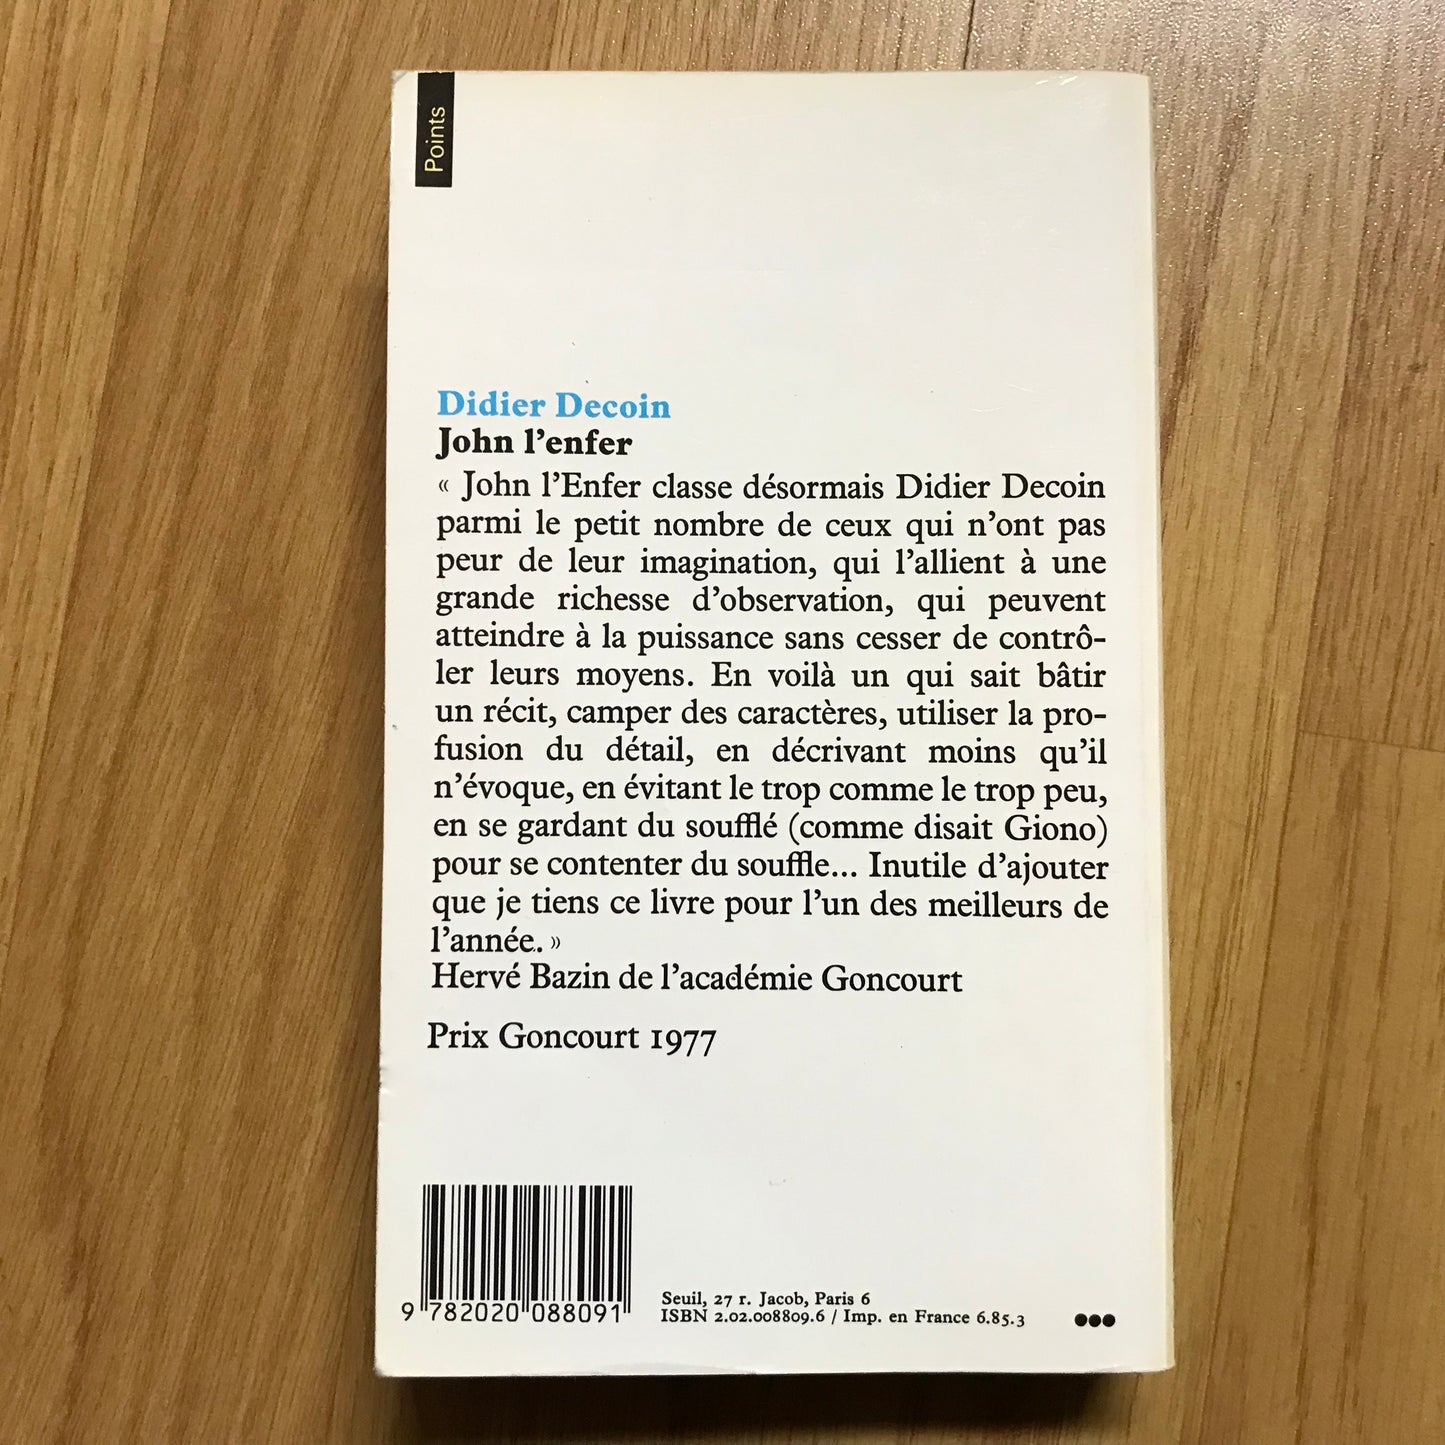 Points
Didier Decoin
John l'enfer
« John l'Enfer classe désormais Didier Decoin
parmi le petit nombre de ceux qui n'ont pas
peur de leur imagination, qui l'allient à une
grande richesse d'observation, qui peuvent
atteindre à la puissance sans cesser de contrô-
ler leurs moyens. En voilà un qui sait bâtir
un récit, camper des caractères, utiliser la pro-
fusion du détail, en décrivant moins qu'il
n'évoque, en évitant le trop comme le trop peu,
en se gardant du soufflé (comme disait Giono)
pour se contenter du souffle... Inutile d'ajouter
que je tiens ce livre pour l'un des meilleurs de
l'année. »
Hervé Bazin de l'académie Goncourt
Prix Goncourt 1977
9 782020 088091
Seuil, 27 r. Jacob, Paris 6
ISBN 2.02.008809.6 / Imp. en France 6.85.3